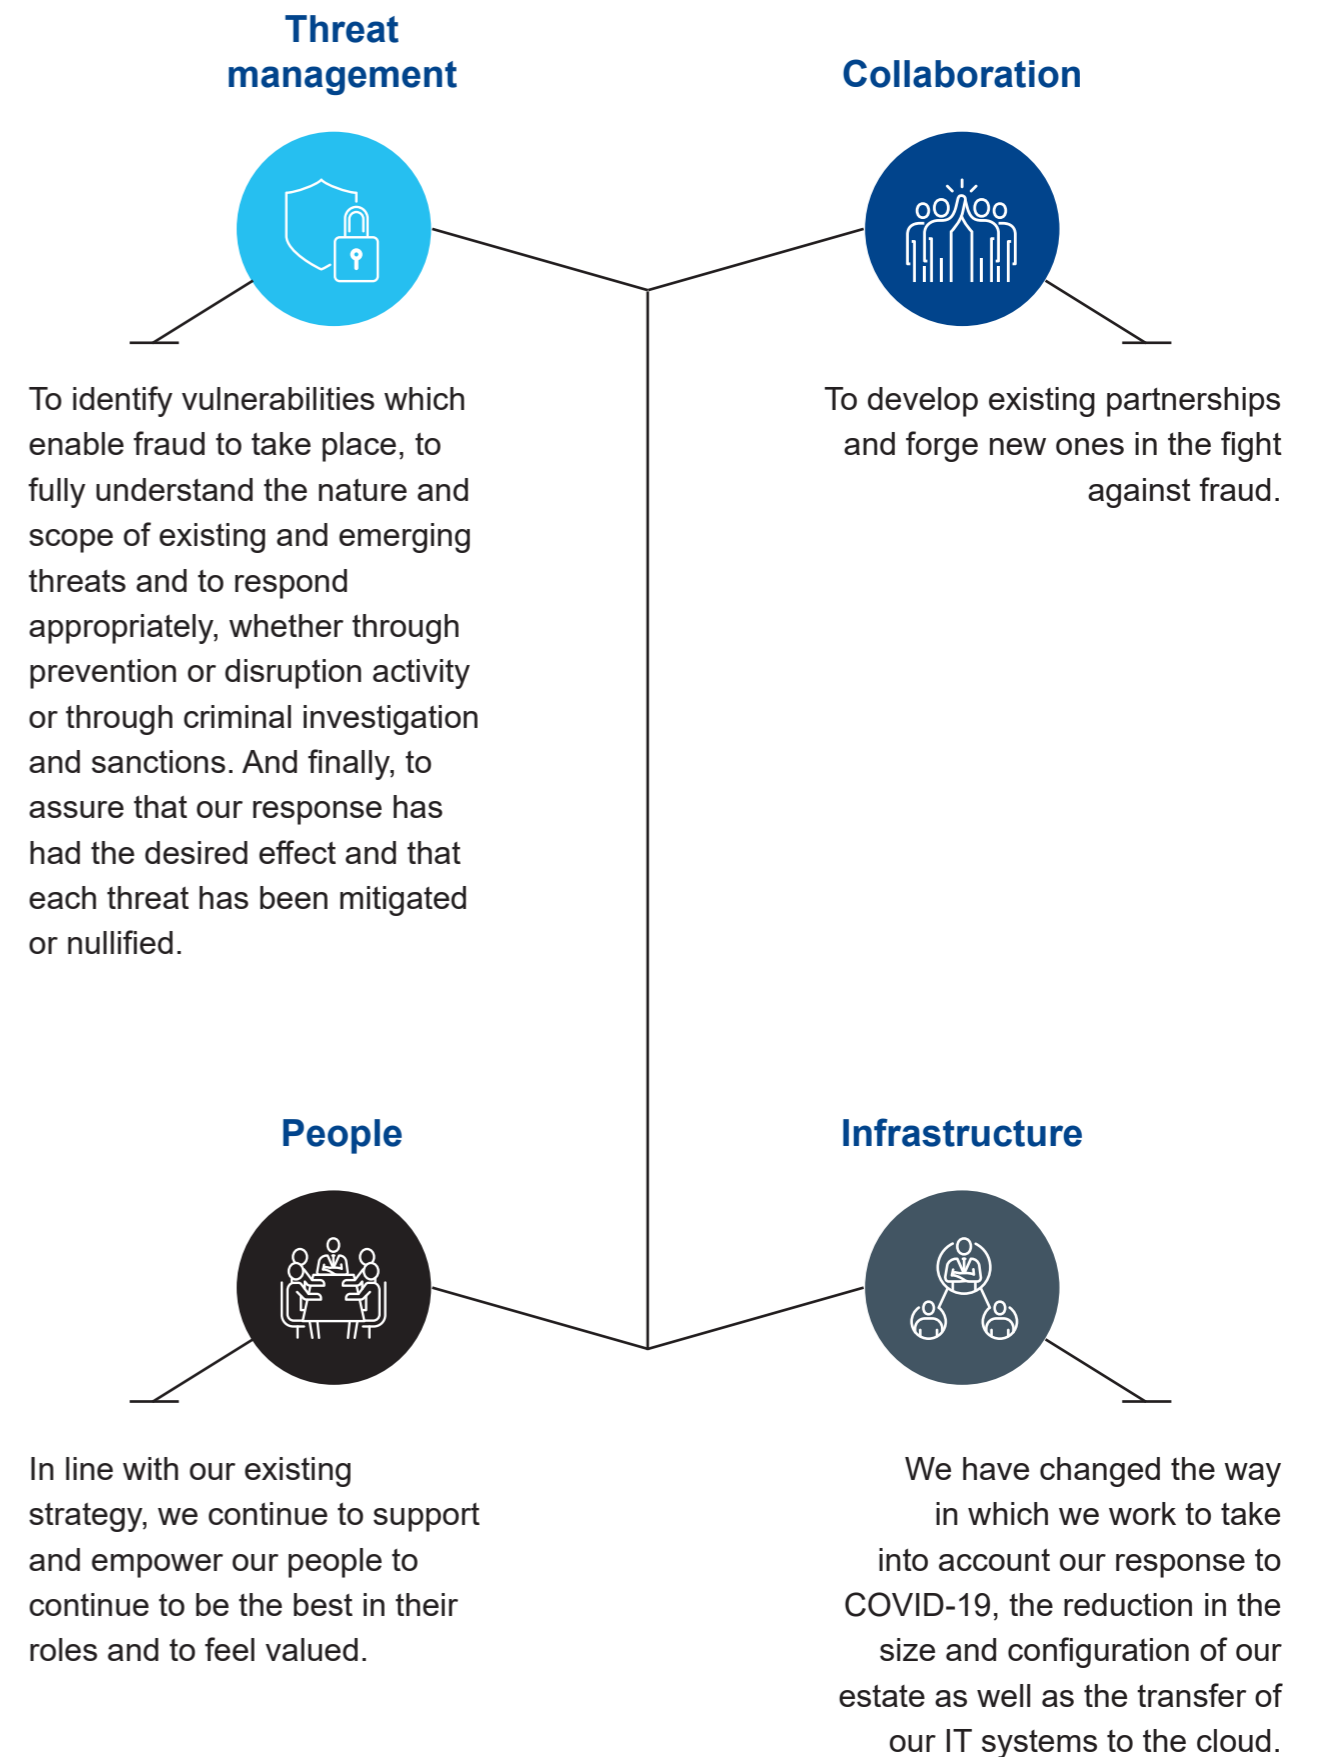 Threat
management
To identify vulnerabilities which
enable fraud to take place, to
fully understand the nature and
scope of existing and emerging
threats and to respond
appropriately, whether through
prevention or disruption activity
or through criminal investigation
and sanctions. And finally, to
assure that our response has
had the desired effect and that
each threat has been mitigated
or nullified.
Collaboration
To develop existing partnerships
and forge new ones in the fight
against fraud.
People
In line with our existing
strategy, we continue to support
and empower our people to
continue to be the best in their
roles and to feel valued.
Infrastructure
We have changed the way
in which we work to take
into account our response to
COVID-19, the reduction in the
size and configuration of our
estate as well as the transfer of
our IT systems to the cloud.